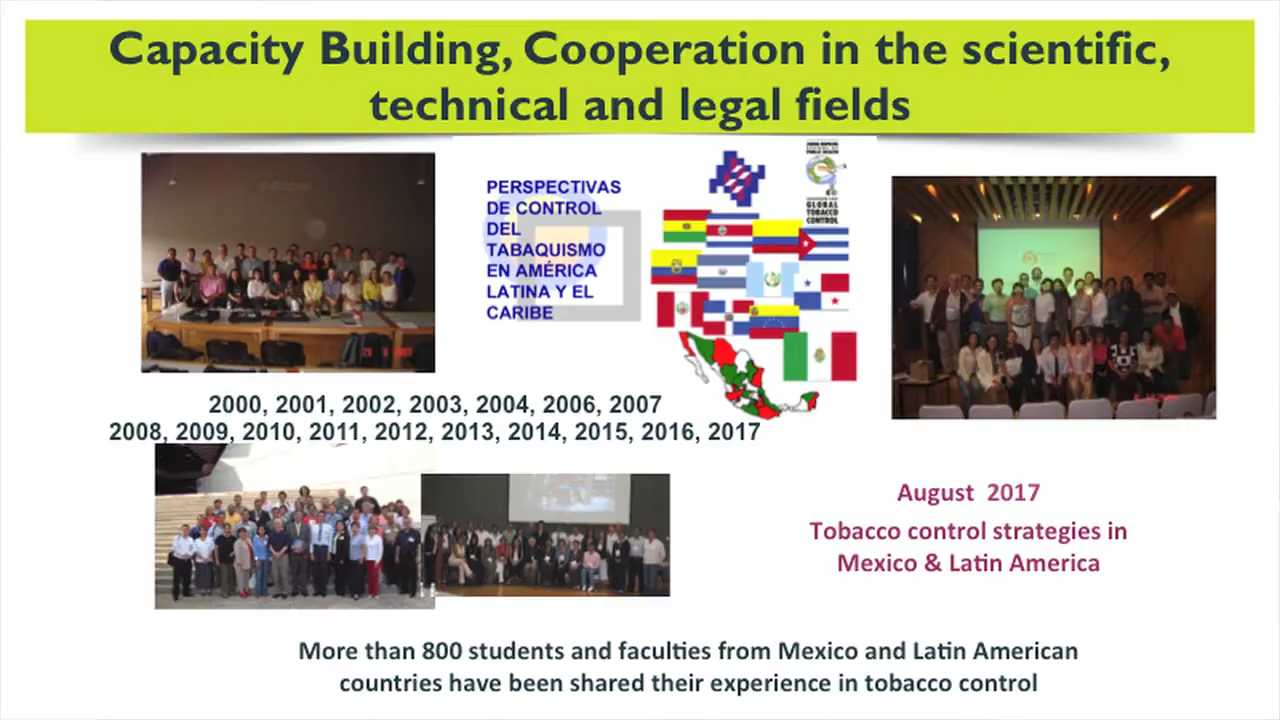 Capacity Building, Cooperation in the scientific,
technical and legal fields
PERSPECTIVAS
DE CONTROL
DEL
TABAQUISMO
EN AMÉRICA
LATINA Y EL
CARIBE
GLOBAL
TOBACCO
CONTROL
2000, 2001, 2002, 2003, 2004, 2006, 2007
2008, 2009, 2010, 2011, 2012, 2013, 2014, 2015, 2016, 2017
August 2017
Tobacco control strategies in
Mexico & Latin America
More than 800 students and faculties from Mexico and Latin American
countries have been shared their experience in tobacco control